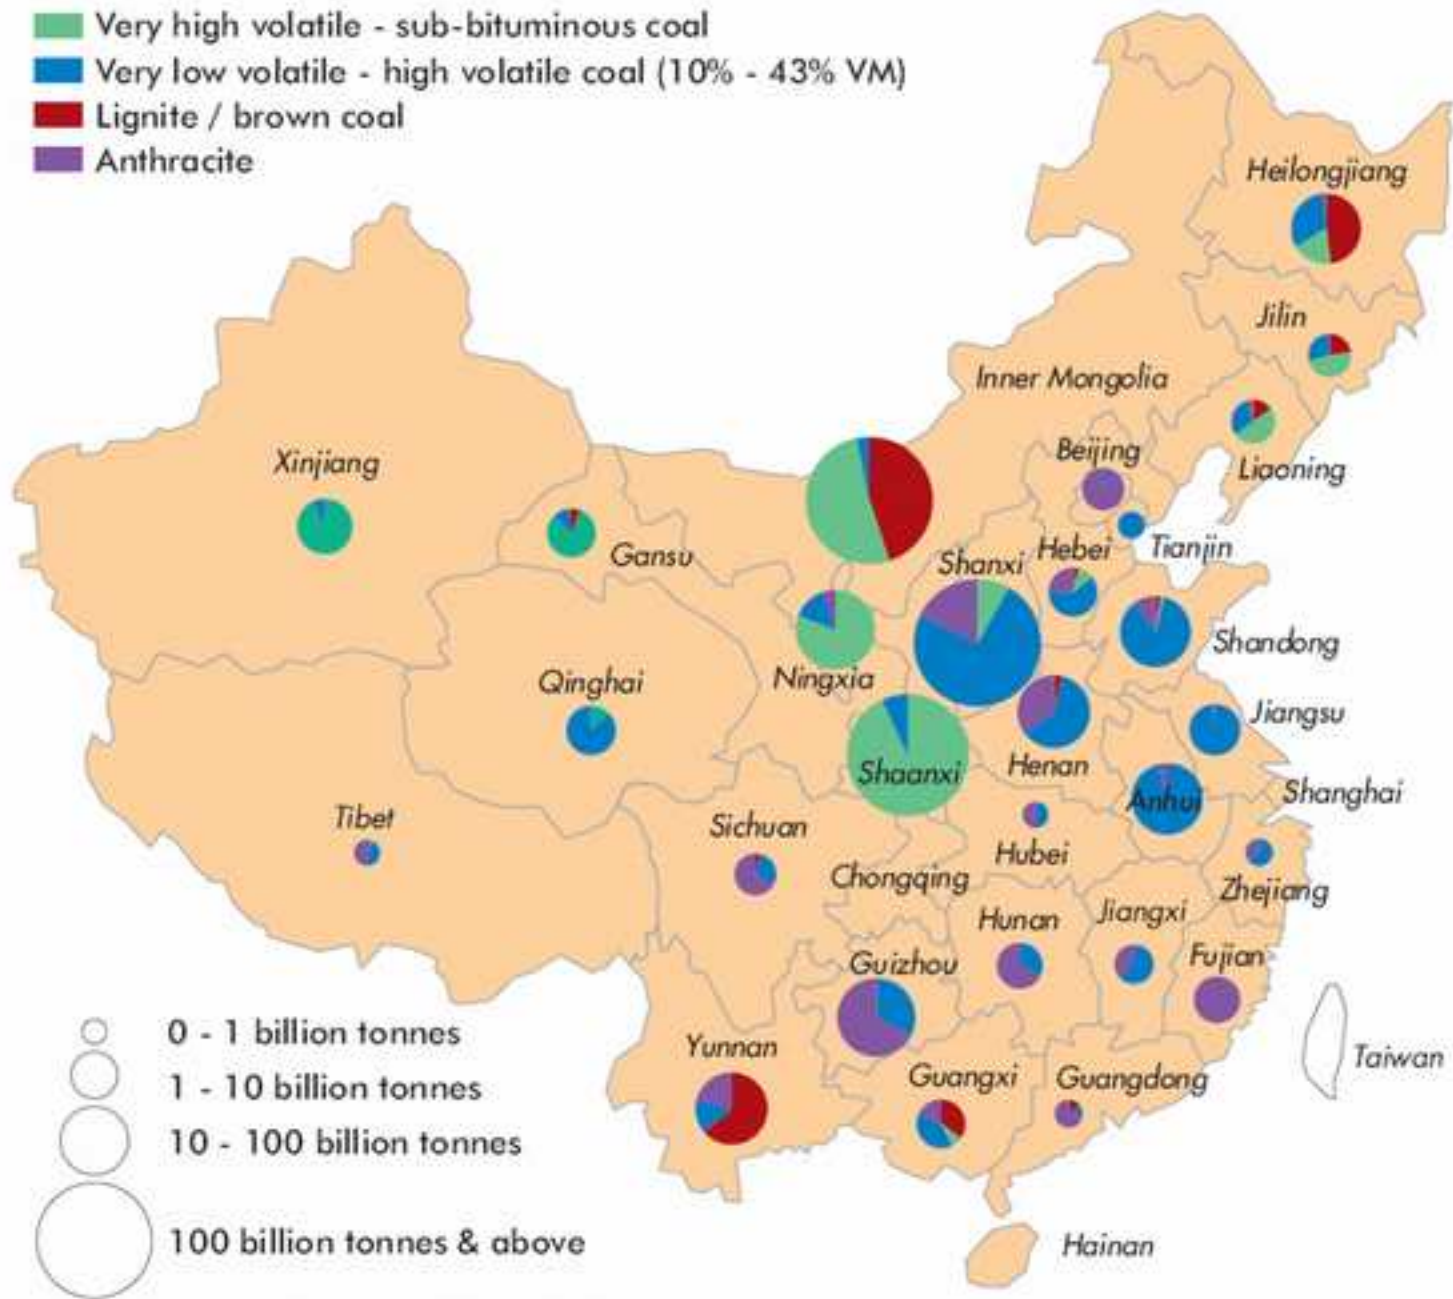 Very high volatile - sub-bituminous coal
Very low volatile - high volatile coal (10% - 43% VM)
Lignite / brown coal
Anthracite
Heilongjiang
Jilin
Inner Mongolia
Beijing
Liaoning
Xinjiang
Gansu
Shanxi
Hebei
Tianjin
Shandong
Ningxia
Qinghai
Jiangsu
Shaanxi
Henan
Anhui
Shanghai
Tibet
Sichuan
Hubei
Chongqing
Zhejiang
Hunan
Jiangxi
Guizhou
Fujian
0 - 1 billion tonnes
Yunnan
Taiwan
1 - 10 billion tonnes
Guangxi
Guangdong
10 - 100 billion tonnes
100 billion tonnes & above
Hainan